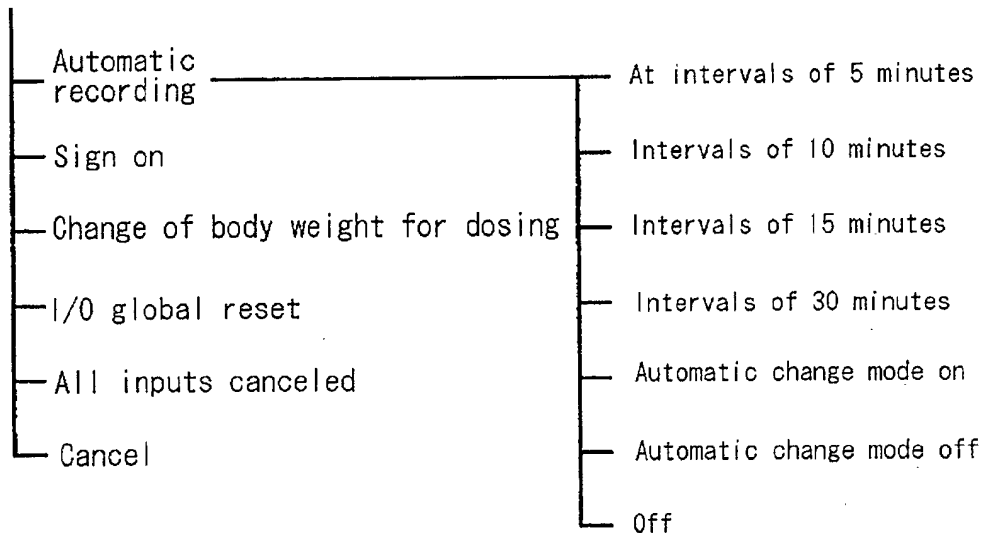 Automatic
recording
Sign on
Change of body weight for dosing
I/O global reset
All inputs canceled
Cancel
At intervals of 5 minutes
Intervals of 10 minutes
Intervals of 15 minutes
Intervals of 30 minutes
Automatic change mode on
Automatic change mode off
Off